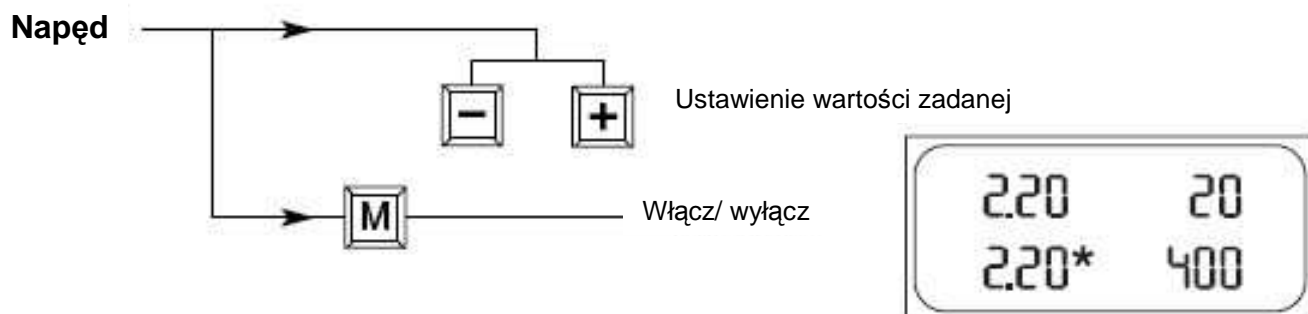 Napęd
− +
Ustawienie wartości zadanej
M
Włącz/ wyłącz
2.20 20
2.20* 400